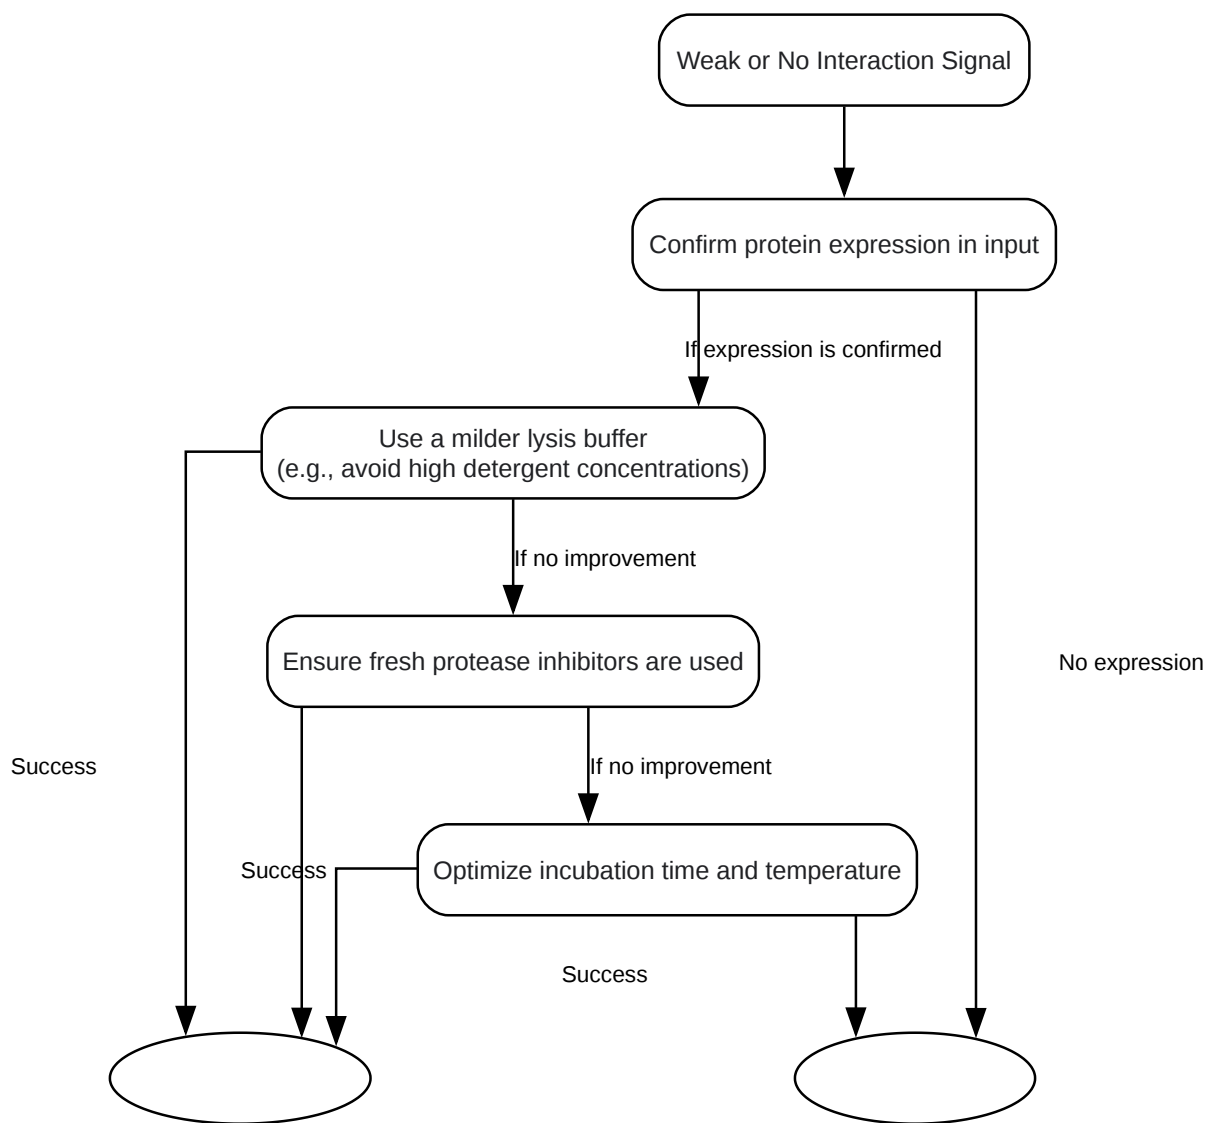 Weak or No Interaction Signal
Confirm protein expression in input
If expression is confirmed
Use a milder lysis buffer
(e.g., avoid high detergent concentrations)
If no improvement
Ensure fresh protease inhibitors are used
No expression
Success
If no improvement
Success
Optimize incubation time and temperature
Success